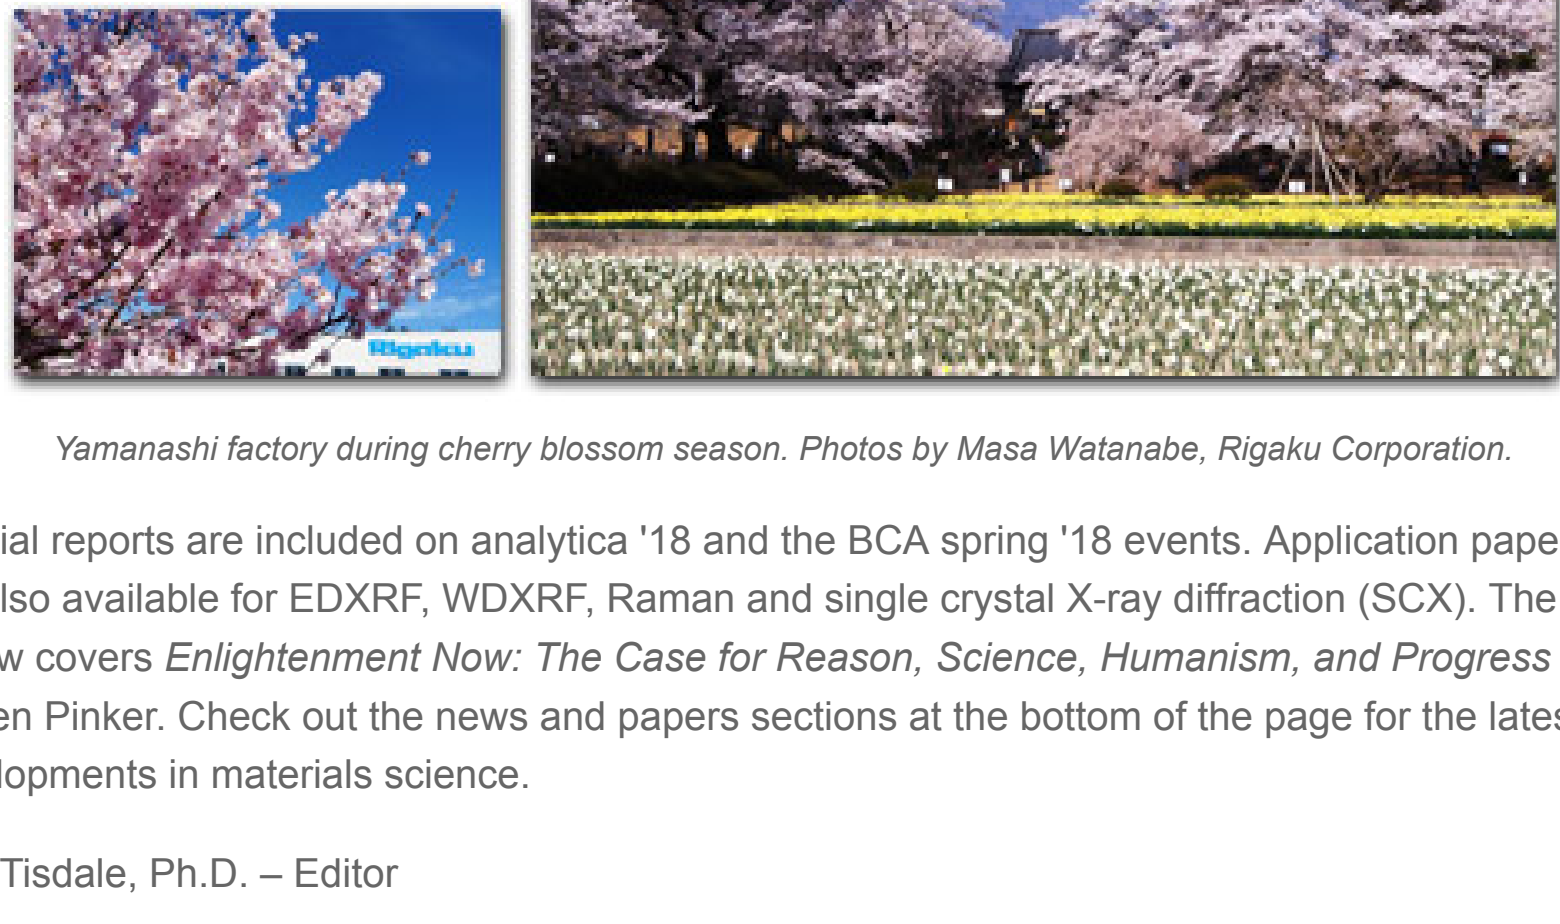 Rigaku
Yamanashi factory during cherry blossom season. Photos by Masa Watanabe, Rigaku Corporation.
ial reports are included on analytica '18 and the BCA spring '18 events. Application pape
lso available for EDXRF, WDXRF, Raman and single crystal X-ray diffraction (SCX). The
w covers Enlightenment Now: The Case for Reason, Science, Humanism, and Progress
en Pinker. Check out the news and papers sections at the bottom of the page for the lates
lopments in materials science.
Tisdale, Ph.D. – Editor